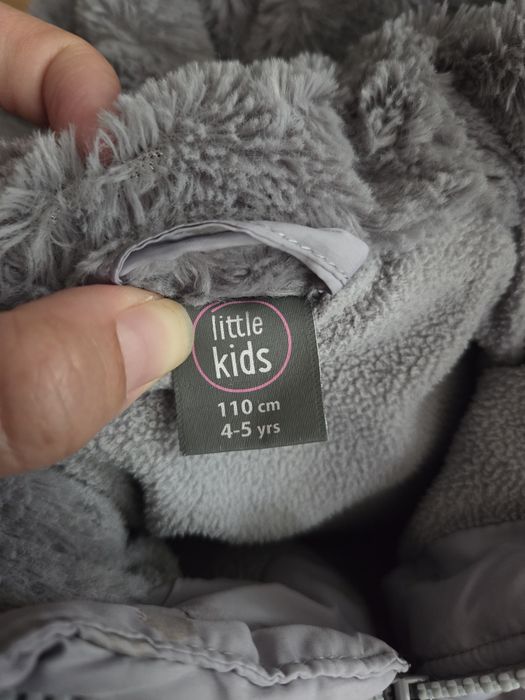 little
kids
110 cm
4-5 yrs